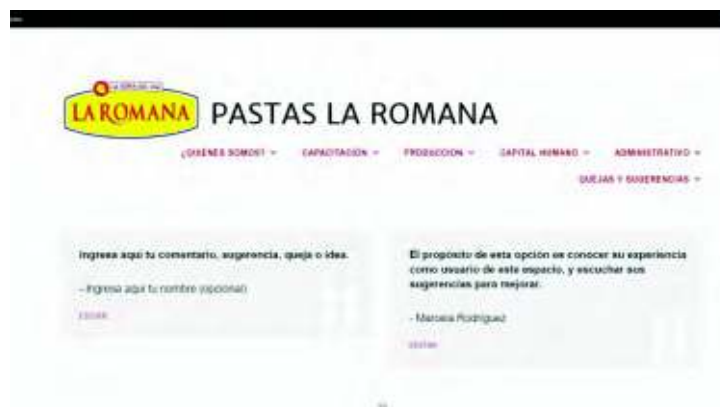 LA ROMANA
PASTAS LA ROMANA
¿QUIENES SOMOS? CAPACITACION PRODUCCION CAPITAL HUMANO ADMINISTRATIVO
QUEJAS Y SUGERENCIAS
Ingresa aquí tu comentario, sugerencia, queja o idea.
- Ingresa aquí tu nombre (opcional)
EDITAR
El propósito de esta opción es conocer su experiencia
como usuario de este espacio, y escuchar sus
sugerencias para mejorar.
- Marcela Rodríguez
EDITAR